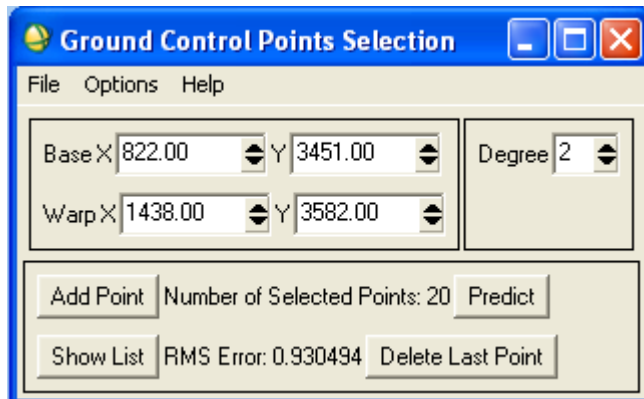 Ground Control Points Selection
File Options Help
Base X 822.00 Y 3451.00 Degree 2
Warp X 1438.00 Y 3582.00
Add Point Number of Selected Points: 20 Predict
Show List RMS Error: 0.930494 Delete Last Point